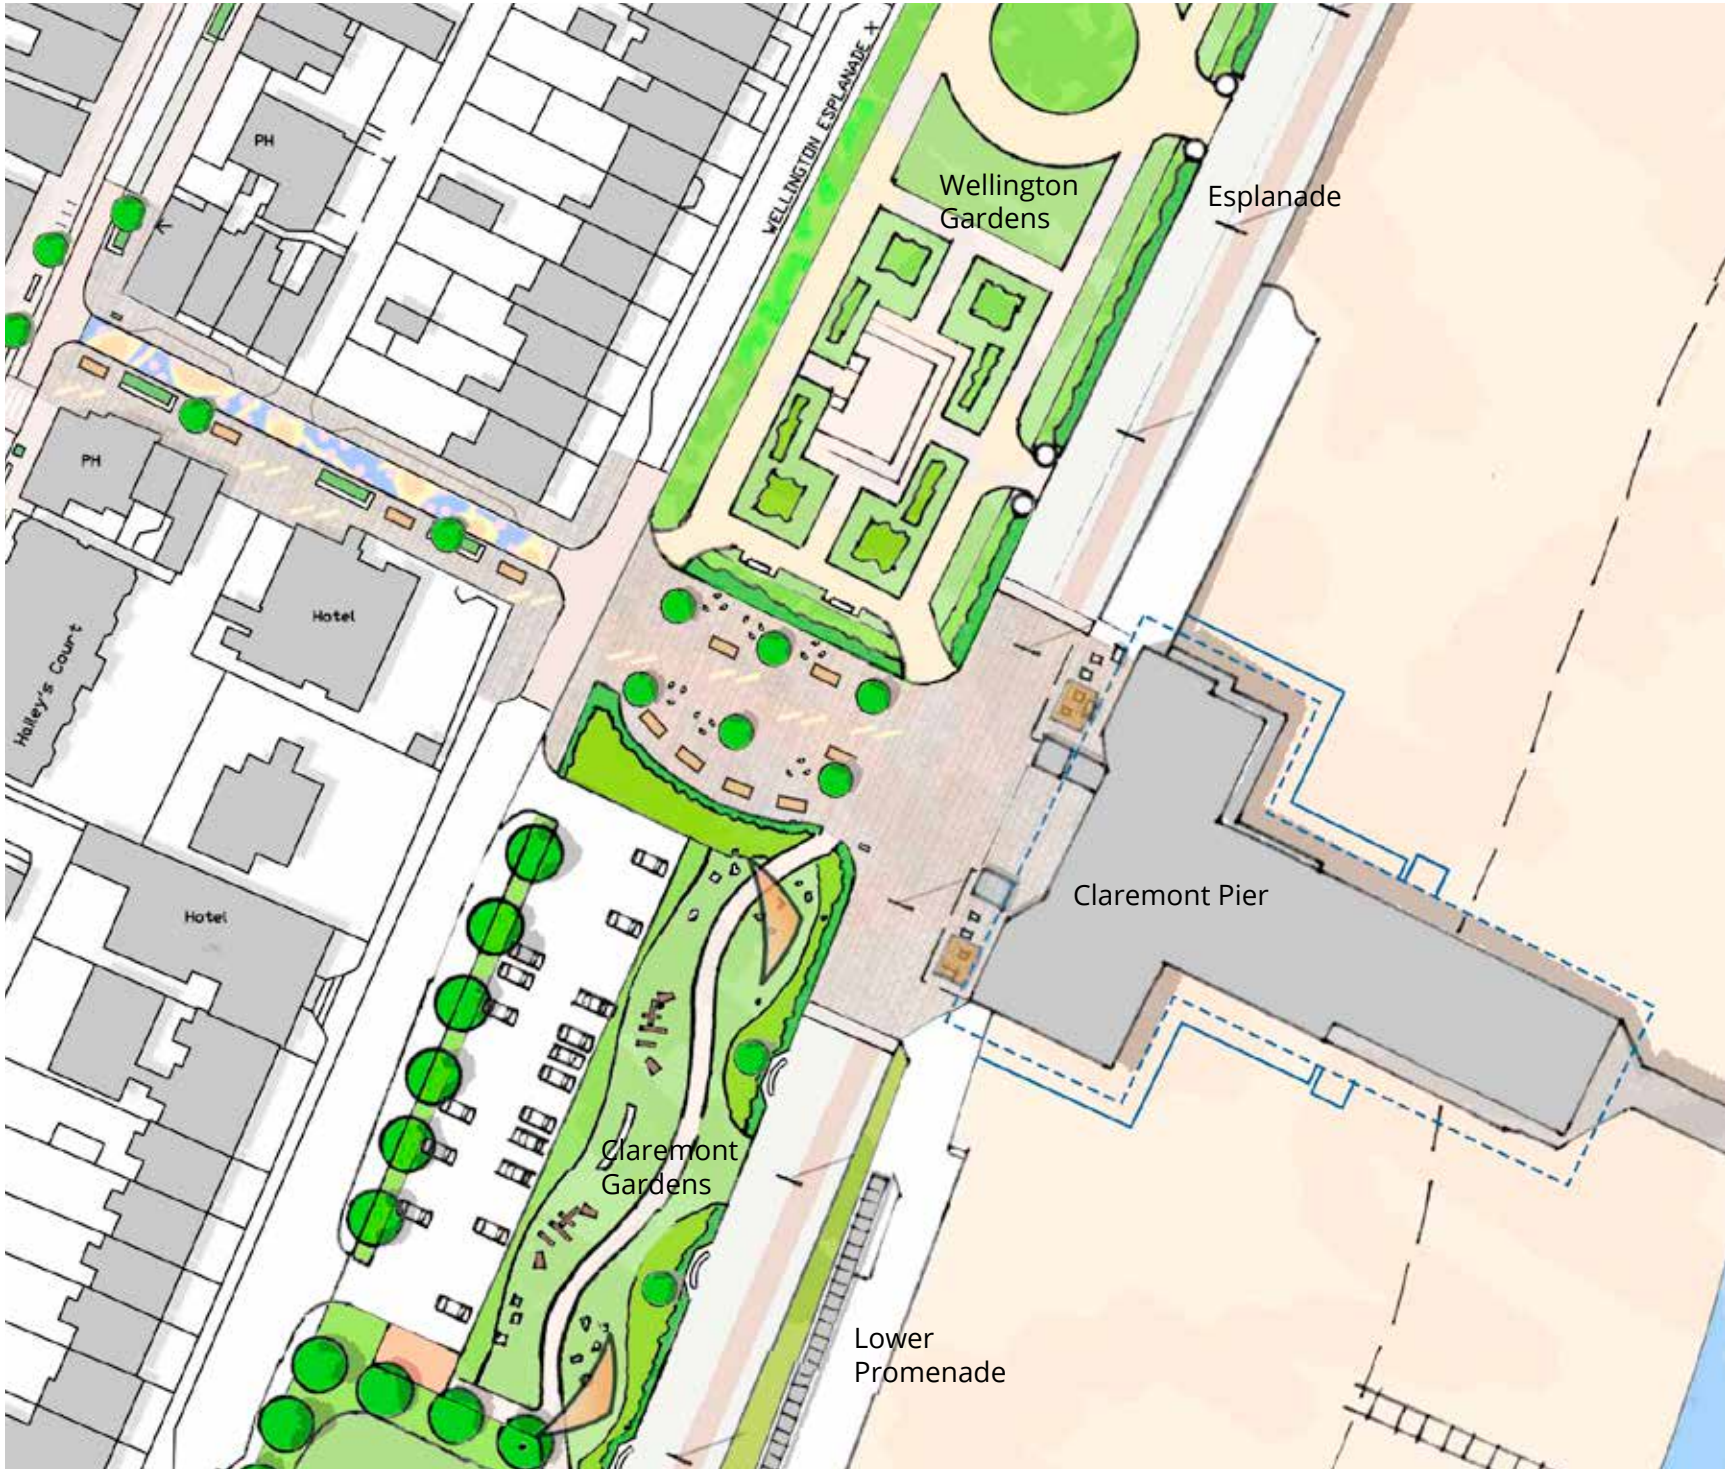 WELLINGTON ESPLANADE
PH
Wellington
Gardens
Esplanade
PH
Hotel
Hailey's Court
Hotel
Claremont Pier
Claremont
Gardens
Lower
Promenade